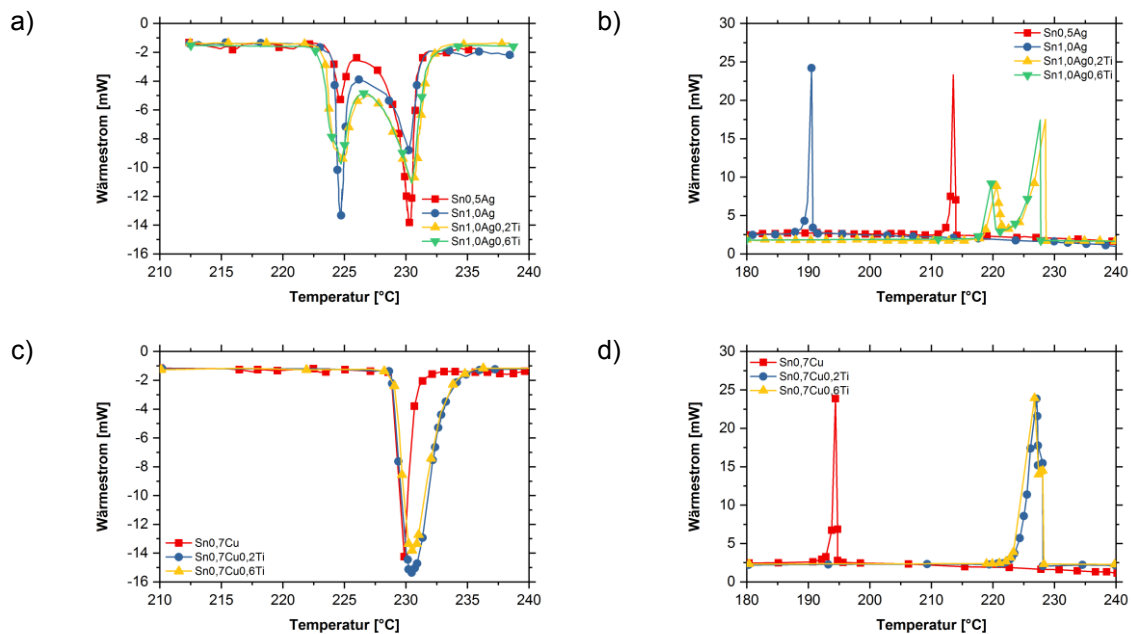 a)
-2
-4
-6
-8
-10
-12
-14
-16
210
215
220
225
230
235
240
Wärmestrom [mW]
Temperatur [°C]
Sn0,5Ag
Sn1,0Ag
Sn1,0Ag0,2Ti
Sn1,0Ag0,6Ti
b)
30
25
20
15
10
5
0
180
190
200
210
220
230
240
Wärmestrom [mW]
Temperatur [°C]
Sn0,5Ag
Sn1,0Ag
Sn1,0Ag0,2Ti
Sn1,0Ag0,6Ti
c)
0
-2
-4
-6
-8
-10
-12
-14
-16
210
215
220
225
230
235
240
Wärmestrom [mW]
Temperatur [°C]
Sn0,7Cu
Sn0,7Cu0,2Ti
Sn0,7Cu0,6Ti
d)
30
25
20
15
10
5
0
180
190
200
210
220
230
240
Wärmestrom [mW]
Temperatur [°C]
Sn0,7Cu
Sn0,7Cu0,2Ti
Sn0,7Cu0,6Ti